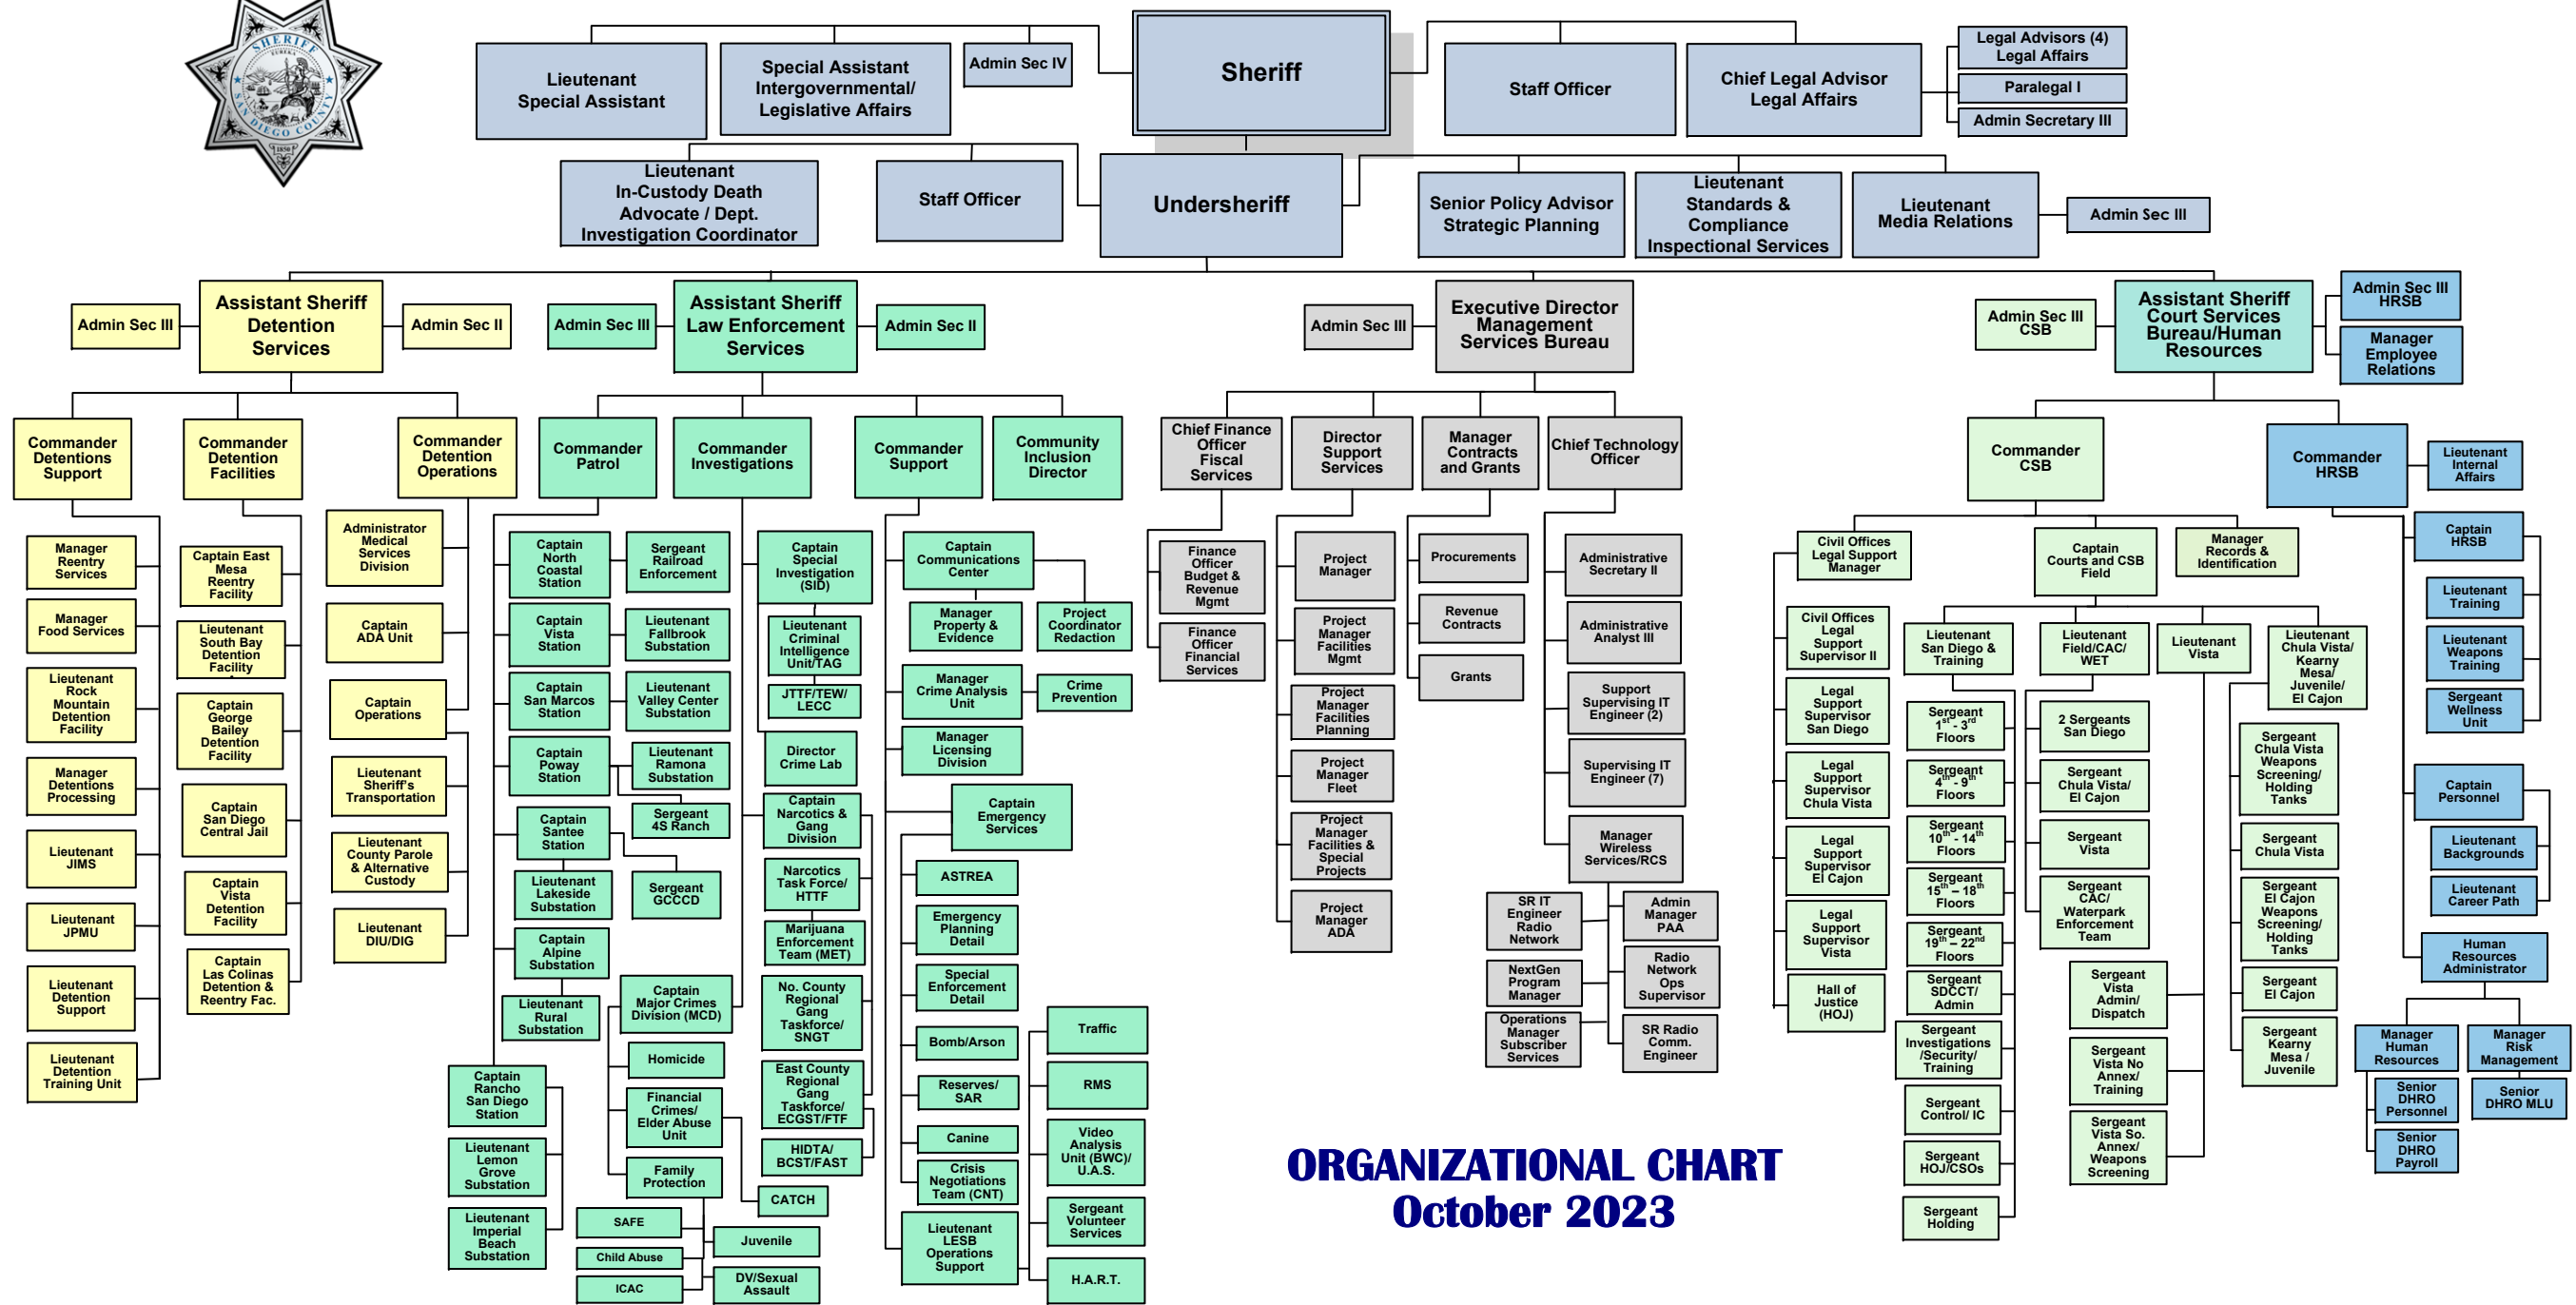 SHERIFF
EUREKA
SAN DIEGO COUNTY
1850
Lieutenant
Special Assistant
Special Assistant
Intergovernmental/
Legislative Affairs
Admin Sec IV
Sheriff
Staff Officer
Chief Legal Advisor
Legal Affairs
Legal Advisors (4)
Legal Affairs
Paralegal I
Admin Secretary III
Lieutenant
In-Custody Death
Advocate / Dept.
Investigation Coordinator
Staff Officer
Undersheriff
Senior Policy Advisor
Strategic Planning
Lieutenant
Standards &
Compliance
Inspectional Services
Lieutenant
Media Relations
Admin Sec III
Admin Sec III
Assistant Sheriff
Detention
Services
Admin Sec II
Admin Sec III
Assistant Sheriff
Law Enforcement
Services
Admin Sec II
Admin Sec III
Executive Director
Management
Services Bureau
Admin Sec III
CSB
Assistant Sheriff
Court Services
Bureau/Human
Resources
Admin Sec III
HRSB
Manager
Employee
Relations
Commander
Detentions
Support
Commander
Detention
Facilities
Commander
Detention
Operations
Commander
Patrol
Commander
Investigations
Commander
Support
Community
Inclusion
Director
Chief Finance
Officer
Fiscal
Services
Director
Support
Services
Manager
Contracts
and Grants
Chief Technology
Officer
Commander
CSB
Commander
HRSB
Lieutenant
Internal
Affairs
Manager
Reentry
Services
Manager
Food Services
Lieutenant
Rock
Mountain
Detention
Facility
Manager
Detentions
Processing
Lieutenant
JIMS
Lieutenant
JPMU
Lieutenant
Detention
Support
Lieutenant
Detention
Training Unit
Captain East
Mesa
Reentry
Facility
Lieutenant
South Bay
Detention
Facility
Captain
George
Bailey
Detention
Facility
Captain
San Diego
Central Jail
Captain
Vista
Detention
Facility
Captain
Las Colinas
Detention &
Reentry Fac.
Administrator
Medical
Services
Division
Captain
ADA Unit
Captain
Operations
Lieutenant
Sheriff's
Transportation
Lieutenant
County Parole
& Alternative
Custody
Lieutenant
DIU/DIG
Captain
North
Coastal
Station
Sergeant
Railroad
Enforcement
Captain
Vista
Station
Lieutenant
Fallbrook
Substation
Captain
San Marcos
Station
Lieutenant
Valley Center
Substation
Captain
Poway
Station
Lieutenant
Ramona
Substation
Sergeant
4S Ranch
Captain
Santee
Station
Lieutenant
Lakeside
Substation
Sergeant
GCCCD
Captain
Alpine
Substation
Lieutenant
Rural
Substation
Captain
Rancho
San Diego
Station
Lieutenant
Lemon
Grove
Substation
Lieutenant
Imperial
Beach
Substation
Captain
Special
Investigation
(SID)
Lieutenant
Criminal
Intelligence
Unit/TAG
JTTF/TEW/
LECC
Director
Crime Lab
Captain
Narcotics &
Gang
Division
Narcotics
Task Force/
HTTF
Marijuana
Enforcement
Team (MET)
No. County
Regional
Gang
Taskforce/
SNGT
East County
Regional
Gang
Taskforce/
ECGST/FTF
HIDTA/
BCST/FAST
Captain
Major Crimes
Division (MCD)
Homicide
Financial
Crimes/
Elder Abuse
Unit
Family
Protection
CATCH
SAFE
Child Abuse
ICAC
Juvenile
DV/Sexual
Assault
Captain
Communications
Center
Manager
Property &
Evidence
Project
Coordinator
Redaction
Manager
Crime Analysis
Unit
Crime
Prevention
Manager
Licensing
Division
Captain
Emergency
Services
ASTREA
Emergency
Planning
Detail
Special
Enforcement
Detail
Bomb/Arson
Reserves/
SAR
Canine
Crisis
Negotiations
Team (CNT)
Lieutenant
LESB
Operations
Support
Traffic
RMS
Video
Analysis
Unit (BWC)/
U.A.S.
Sergeant
Volunteer
Services
H.A.R.T.
Finance
Officer
Budget &
Revenue
Mgmt
Finance
Officer
Financial
Services
Project
Manager
Project
Manager
Facilities
Mgmt
Project
Manager
Facilities
Planning
Project
Manager
Fleet
Project
Manager
Facilities &
Special
Projects
Project
Manager
ADA
Procurements
Revenue
Contracts
Grants
Administrative
Secretary II
Administrative
Analyst III
Support
Supervising IT
Engineer (2)
Supervising IT
Engineer (7)
Manager
Wireless
Services/RCS
SR IT
Engineer
Radio
Network
Admin
Manager
PAA
NextGen
Program
Manager
Radio
Network
Ops
Supervisor
Operations
Manager
Subscriber
Services
SR Radio
Comm.
Engineer
Civil Offices
Legal Support
Manager
Captain
Courts and CSB
Field
Manager
Records &
Identification
Civil Offices
Legal
Support
Supervisor II
Legal
Support
Supervisor
San Diego
Legal
Support
Supervisor
Chula Vista
Legal
Support
Supervisor
El Cajon
Legal
Support
Supervisor
Vista
Hall of
Justice
(HOJ)
Lieutenant
San Diego &
Training
Sergeant
1st - 3rd
Floors
Sergeant
4th - 9th
Floors
Sergeant
10th - 14th
Floors
Sergeant
15th – 18th
Floors
Sergeant
19th – 22nd
Floors
Sergeant
SDCCT/
Admin
Sergeant
Investigations
/Security/
Training
Sergeant
Control/ IC
Sergeant
HOJ/CSOs
Sergeant
Holding
Lieutenant
Field/CAC/
WET
2 Sergeants
San Diego
Sergeant
Chula Vista/
El Cajon
Sergeant
Vista
Sergeant
CAC/
Waterpark
Enforcement
Team
Lieutenant
Vista
Sergeant
Vista
Admin/
Dispatch
Sergeant
Vista No
Annex/
Training
Sergeant
Vista So.
Annex/
Weapons
Screening
Lieutenant
Chula Vista/
Kearny
Mesa/
Juvenile/
El Cajon
Sergeant
Chula Vista
Weapons
Screening/
Holding
Tanks
Sergeant
Chula Vista
Sergeant
El Cajon
Weapons
Screening/
Holding
Tanks
Sergeant
El Cajon
Sergeant
Kearny
Mesa /
Juvenile
Captain
HRSB
Lieutenant
Training
Lieutenant
Weapons
Training
Sergeant
Wellness
Unit
Captain
Personnel
Lieutenant
Backgrounds
Lieutenant
Career Path
Human
Resources
Administrator
Manager
Human
Resources
Manager
Risk
Management
Senior
DHRO
Personnel
Senior
DHRO MLU
Senior
DHRO
Payroll
ORGANIZATIONAL CHART
October 2023